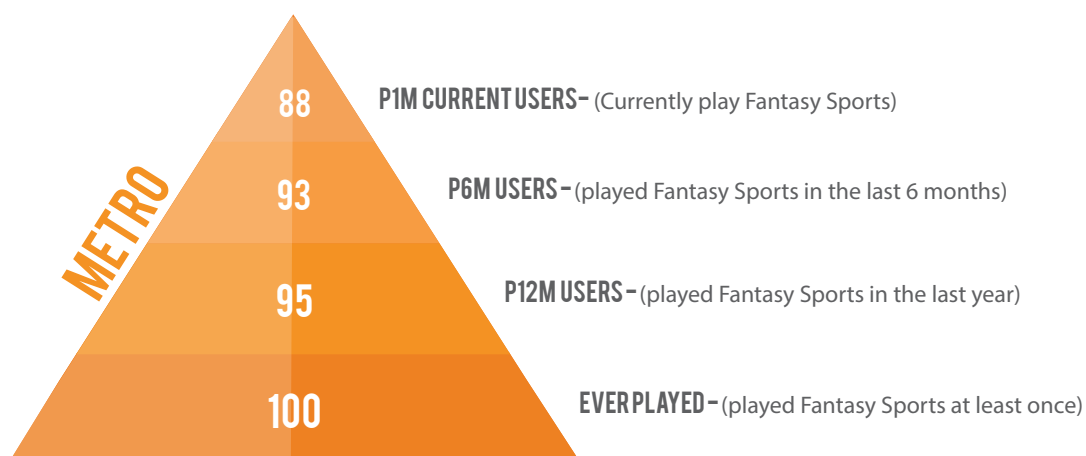 88 P1M CURRENT USERS- (Currently play Fantasy Sports)
METRO
93 P6M USERS - (played Fantasy Sports in the last 6 months)
95 P12M USERS - (played Fantasy Sports in the last year)
100 EVER PLAYED - (played Fantasy Sports at least once)